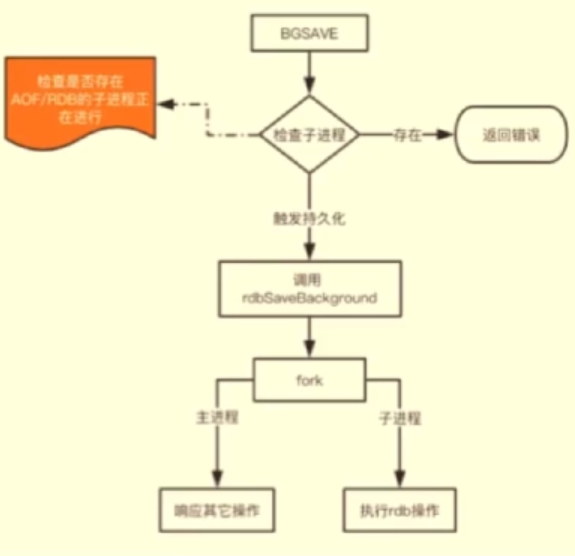 BGSAVE
检查是否存在
AOF/RDB的子进程正
在进行
检查子进程
存在
返回错误
触发持久化
调用
rdbSaveBackground
fork
主进程
子进程
响应其它操作
执行rdb操作